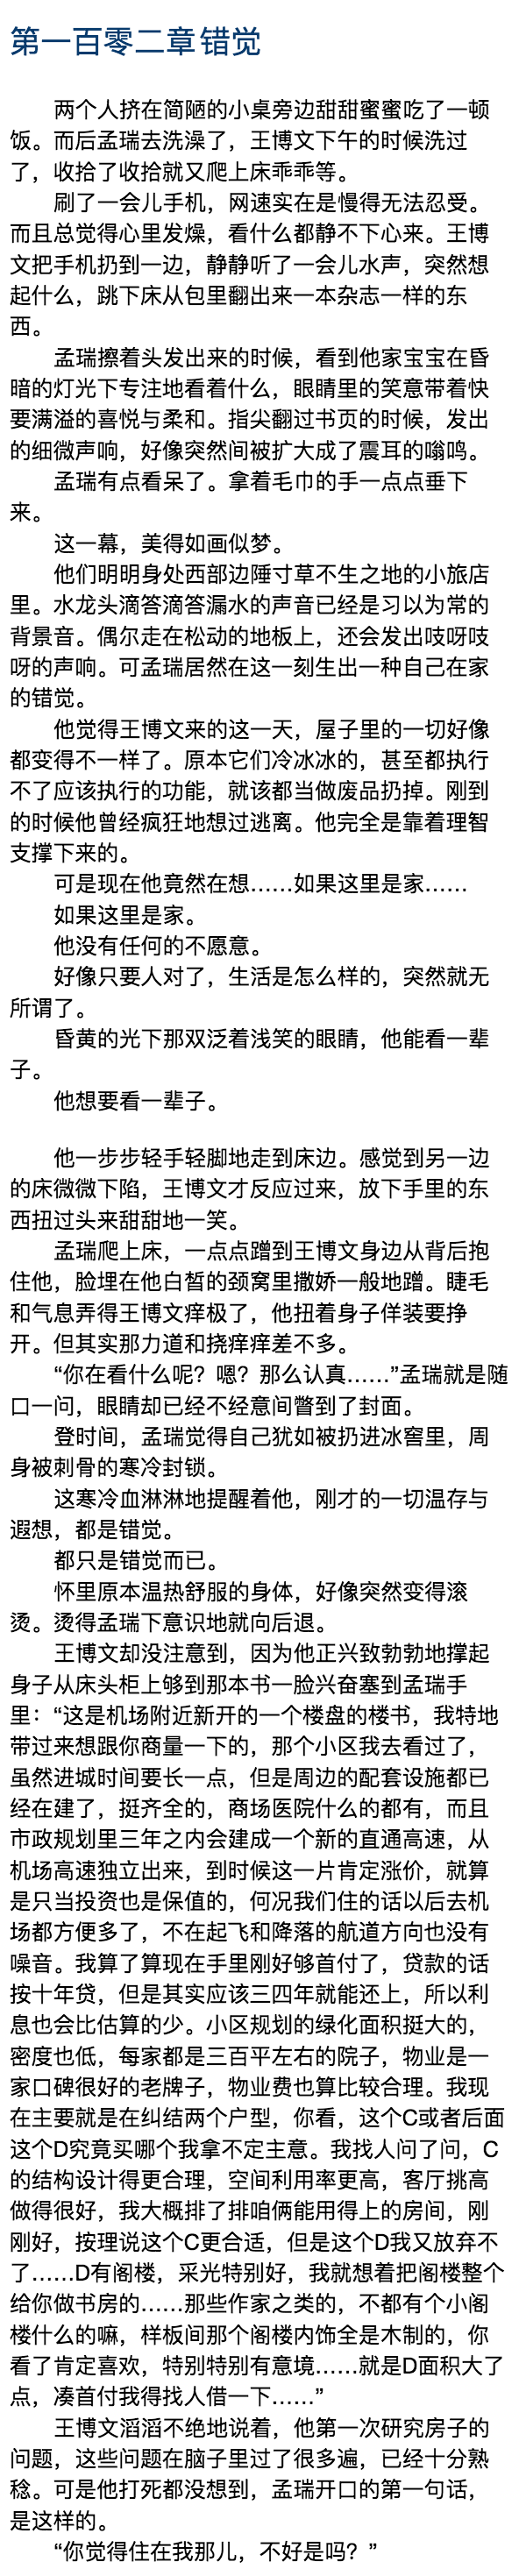 第一百零二章 错觉
两个人挤在简陋的小桌旁边甜甜蜜蜜吃了一顿
饭。而后孟瑞去洗澡了，王博文下午的时候洗过
了，收拾了收拾就又爬上床乖乖等。
刷了一会儿手机，网速实在是慢得无法忍受。
而且总觉得心里发燥，看什么都静不下心来。王博
文把手机扔到一边，静静听了一会儿水声，突然想
起什么，跳下床从包里翻出来一本杂志一样的东
西。
孟瑞擦着头发出来的时候，看到他家宝宝在昏
暗的灯光下专注地看着什么，眼睛里的笑意带着快
要满溢的喜悦与柔和。指尖翻过书页的时候，发出
的细微声响，好像突然间被扩大成了震耳的嗡鸣。
孟瑞有点看呆了。拿着毛巾的手一点点垂下
来。
这一幕，美得如画似梦。
他们明明身处西部边陲寸草不生之地的小旅店
里。水龙头滴答滴答漏水的声音已经是习以为常的
背景音。偶尔走在松动的地板上，还会发出吱呀吱
呀的声响。可孟瑞居然在这一刻生出一种自己在家
的错觉。
他觉得王博文来的这一天，屋子里的一切好像
都变得不一样了。原本它们冷冰冰的，甚至都执行
不了应该执行的功能，就该都当做废品扔掉。刚到
的时候他曾经疯狂地想过逃离。他完全是靠着理智
支撑下来的。
可是现在他竟然在想……如果这里是家……
如果这里是家。
他没有任何的不愿意。
好像只要人对了，生活是怎么样的，突然就无
所谓了。
昏黄的光下那双泛着浅笑的眼睛，他能看一辈
子。
他想要看一辈子。
他一步步轻手轻脚地走到床边。感觉到另一边
的床微微下陷，王博文才反应过来，放下手里的东
西扭过头来甜甜地一笑。
孟瑞爬上床，一点点蹭到王博文身边从背后抱
住他，脸埋在他白皙的颈窝里撒娇一般地蹭。睫毛
和气息弄得王博文痒极了，他扭着身子佯装要挣
开。但其实那力道和挠痒痒差不多。
“你在看什么呢？嗯？那么认真……”孟瑞就是随
口一问，眼睛却已经不经意间瞥到了封面。
登时间，孟瑞觉得自己犹如被扔进冰窖里，周
身被刺骨的寒冷封锁。
这寒冷血淋淋地提醒着他，刚才的一切温存与
遐想，都是错觉。
都只是错觉而已。
怀里原本温热舒服的身体，好像突然变得滚
烫。烫得孟瑞下意识地就向后退。
王博文却没注意到，因为他正兴致勃勃地撑起
身子从床头柜上够到那本书一脸兴奋塞到孟瑞手
里：“这是机场附近新开的一个楼盘的楼书，我特地
带过来想跟你商量一下的，那个小区我去看过了，
虽然进城时间要长一点，但是周边的配套设施都已
经在建了，挺齐全的，商场医院什么的都有，而且
市政规划里三年之内会建成一个新的直通高速，从
机场高速独立出来，到时候这一片肯定涨价，就算
是只当投资也是保值的，何况我们住的话以后去机
场都方便多了，不在起飞和降落的航道方向也没有
噪音。我算了算现在手里刚好够首付了，贷款的话
按十年贷，但是其实应该三四年就能还上，所以利
息也会比估算的少。小区规划的绿化面积挺大的，
密度也低，每家都是三百平左右的院子，物业是一
家口碑很好的老牌子，物业费也算比较合理。我现
在主要就是在纠结两个户型，你看，这个C或者后面
这个D究竟买哪个我拿不定主意。我找人问了问，C
的结构设计得更合理，空间利用率更高，客厅挑高
做得很好，我大概排了排咱俩能用得上的房间，刚
刚好，按理说这个C更合适，但是这个D我又放弃不
了……D有阁楼，采光特别好，我就想着把阁楼整个
给你做书房的……那些作家之类的，不都有个小阁
楼什么的嘛，样板间那个阁楼内饰全是木制的，你
看了肯定喜欢，特别特别有意境……就是D面积大了
点，凑首付我得找人借一下……”
王博文滔滔不绝地说着，他第一次研究房子的
问题，这些问题在脑子里过了很多遍，已经十分熟
稔。可是他打死都没想到，孟瑞开口的第一句话，
是这样的。
“你觉得住在我那儿，不好是吗？”